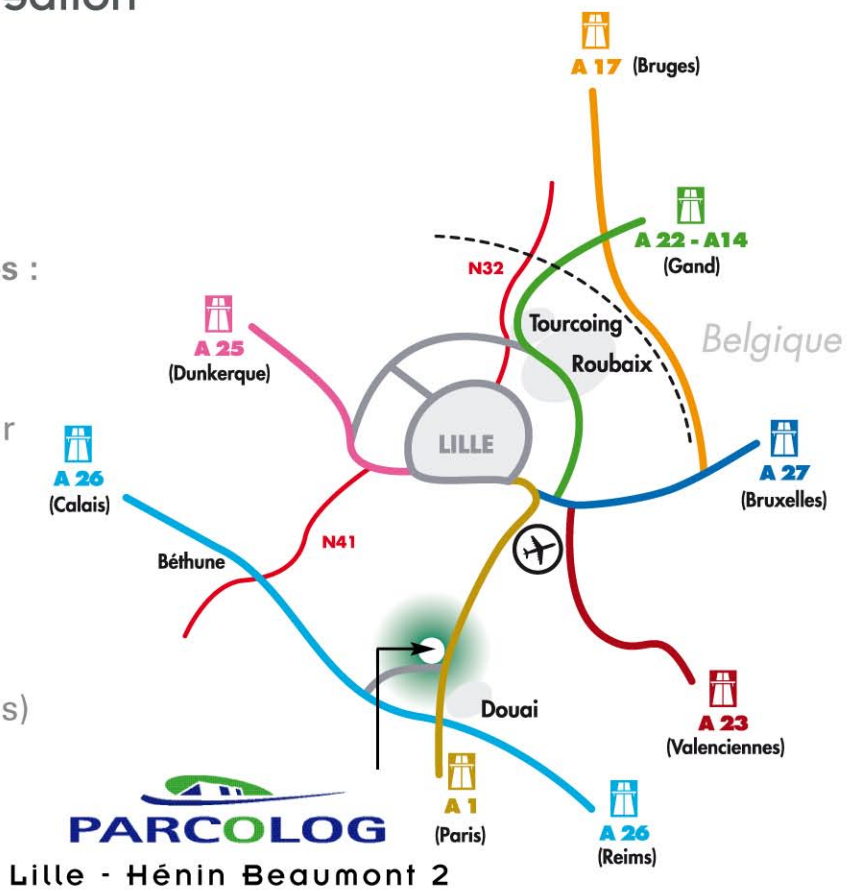 A 17 (Bruges)
A 22 - A14
(Gand)
N32
Tourcoing
Roubaix
Belgique
A 25
(Dunkerque)
LILLE
A 26
(Calais)
A 27
(Bruxelles)
N41
Béthune
Douai
A 23
(Valenciennes)
A 1
(Paris)
A 26
(Reims)
PARCOLOG
Lille - Hénin Beaumont 2